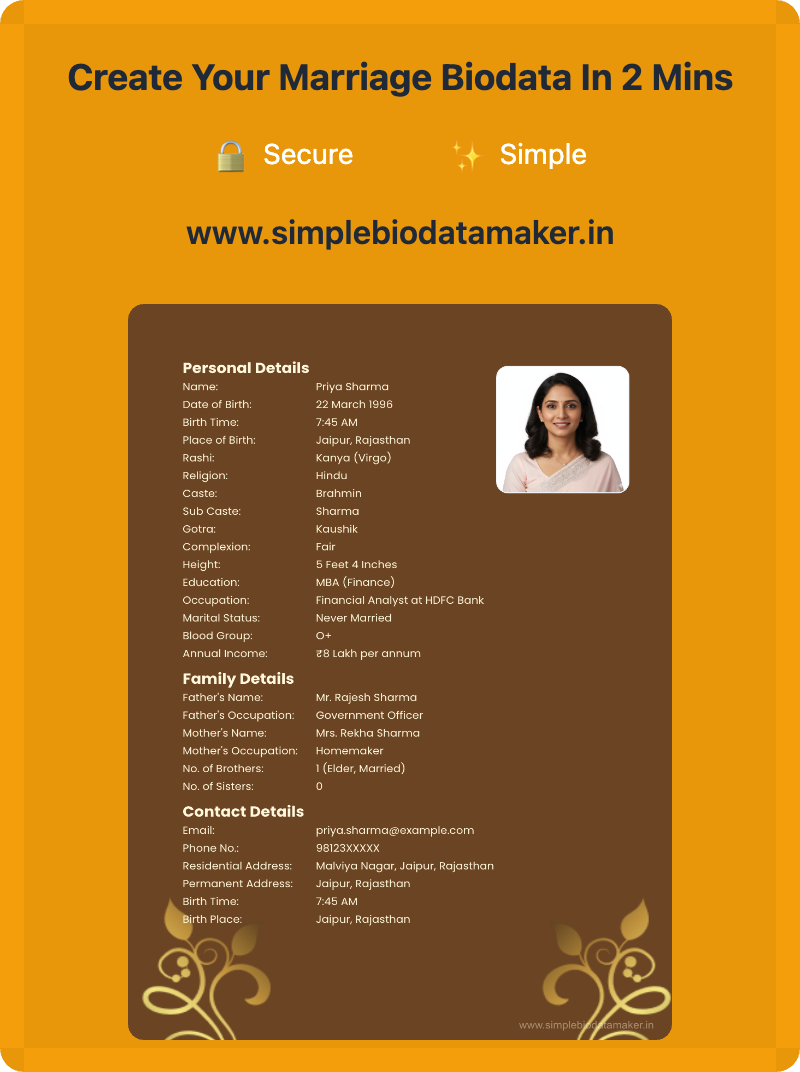 Create Your Marriage Biodata In 2 Mins
🔒 Secure ✨ Simple
www.simplebiodatamaker.in
Personal Details
Name: Priya Sharma
Date of Birth: 22 March 1996
Birth Time: 7:45 AM
Place of Birth: Jaipur, Rajasthan
Rashi: Kanya (Virgo)
Religion: Hindu
Caste: Brahmin
Sub Caste: Sharma
Gotra: Kaushik
Complexion: Fair
Height: 5 Feet 4 Inches
Education: MBA (Finance)
Occupation: Financial Analyst at HDFC Bank
Marital Status: Never Married
Blood Group: O+
Annual Income: ₹8 Lakh per annum
Family Details
Father's Name: Mr. Rajesh Sharma
Father's Occupation: Government Officer
Mother's Name: Mrs. Rekha Sharma
Mother's Occupation: Homemaker
No. of Brothers: 1 (Elder, Married)
No. of Sisters: 0
Contact Details
Email: priya.sharma@example.com
Phone No.: 98123XXXXX
Residential Address: Malviya Nagar, Jaipur, Rajasthan
Permanent Address: Jaipur, Rajasthan
Birth Time: 7:45 AM
Birth Place: Jaipur, Rajasthan
www.simplebiodatamaker.in